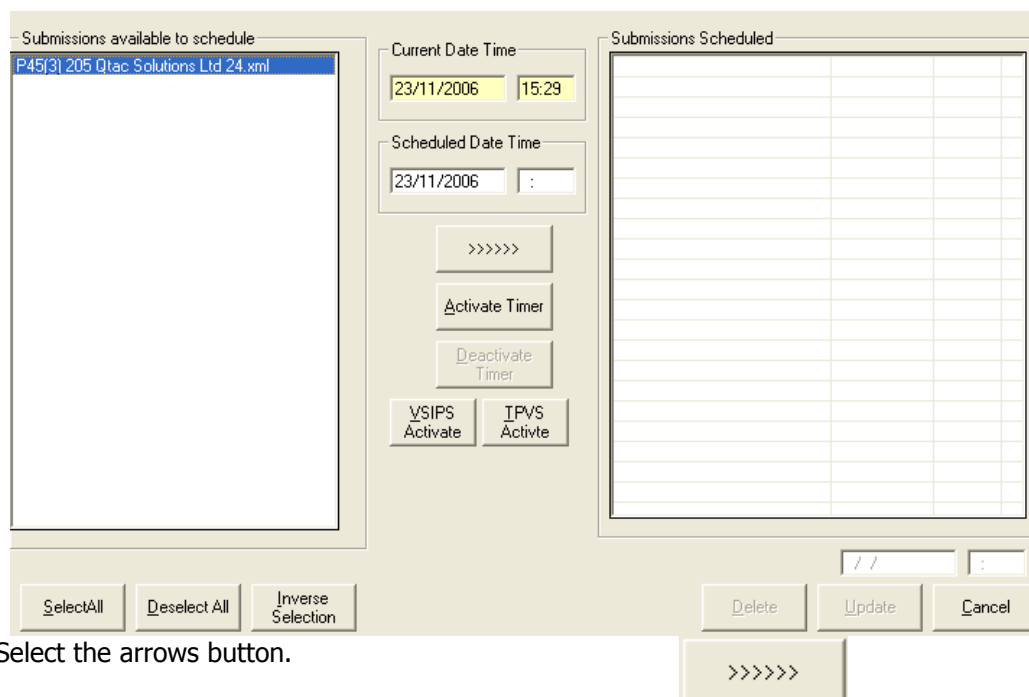 Submissions available to schedule
P45(3) 205 Qtac Solutions Ltd 24.xml
Current Date Time
23/11/2006 15:29
Scheduled Date Time
23/11/2006 :
>>>>>>
Activate Timer
Deactivate
Timer
VSIPS
Activate
TPVS
Activte
Submissions Scheduled
/ / :
SelectAll
Deselect All
Inverse
Selection
Delete
Update
Cancel
Select the arrows button.
>>>>>>